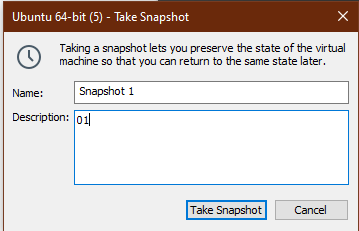 Ubuntu 64-bit (5) - Take Snapshot
Taking a snapshot lets you preserve the state of the virtual
machine so that you can return to the same state later.
Name: Snapshot 1
Description: 01
Take Snapshot Cancel